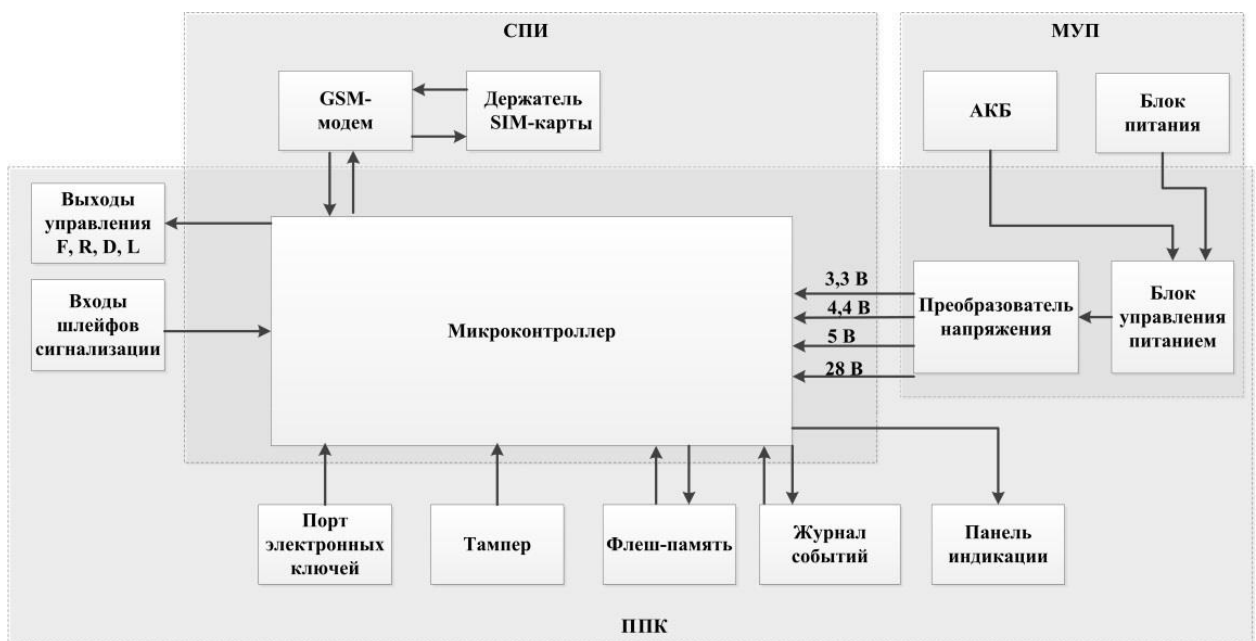 СПИ
МУП
GSM-
модем
Держатель
SIM-карты
АКБ
Блок
питания
Выходы
управления
F, R, D, L
Входы
шлейфов
сигнализации
Микроконтроллер
3,3 В
4,4 В
5 В
28 В
Преобразователь
напряжения
Блок
управления
питанием
Порт
электронных
ключей
Тампер
Флеш-память
Журнал
событий
Панель
индикации
ППК